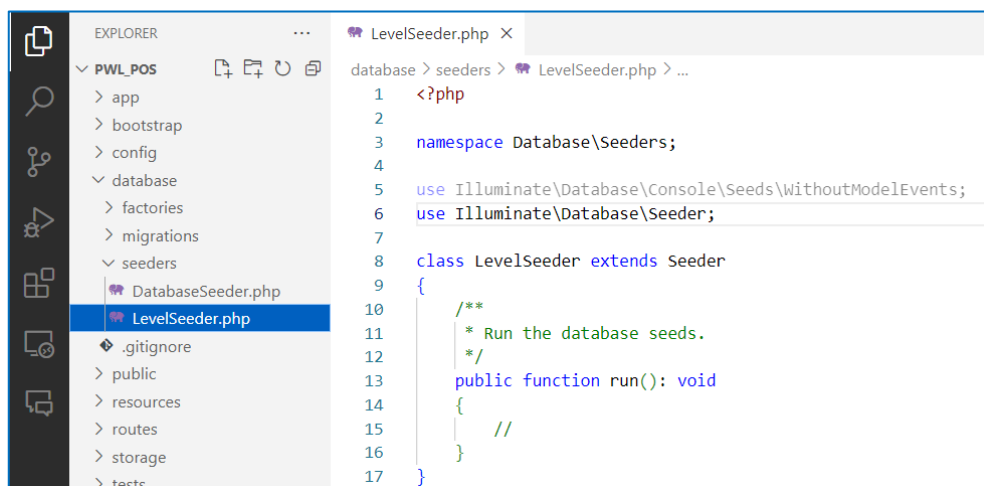 EXPLORER ...
PWL_POS
app
bootstrap
config
database
factories
migrations
seeders
DatabaseSeeder.php
LevelSeeder.php
.gitignore
public
resources
routes
storage
tests
LevelSeeder.php ×
database > seeders > LevelSeeder.php > ...
1 <?php
2
3 namespace Database\Seeders;
4
5 use Illuminate\Database\Console\Seeds\WithoutModelEvents;
6 use Illuminate\Database\Seeder;
7
8 class LevelSeeder extends Seeder
9 {
10 /**
11 * Run the database seeds.
12 */
13 public function run(): void
14 {
15 //
16 }
17 }